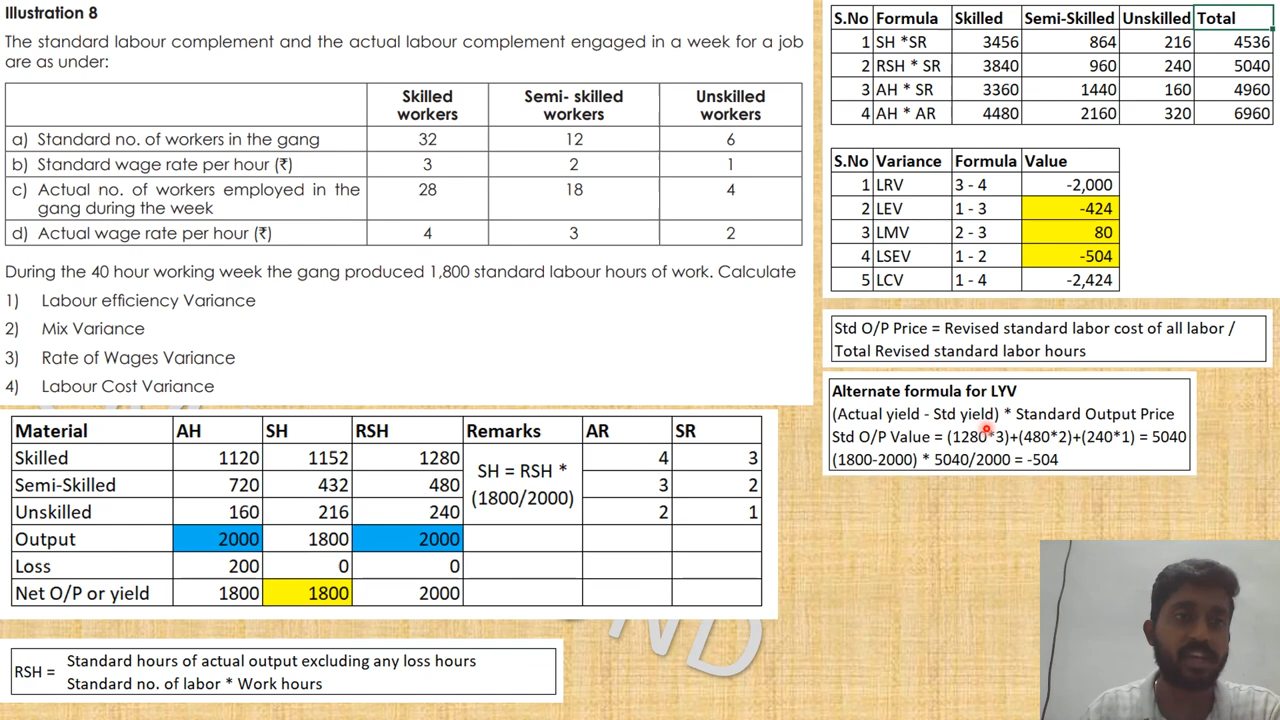 Illustration 8
The standard labour complement and the actual labour complement engaged in a week for a job
are as under:
Skilled workers Semi- skilled workers Unskilled workers
a) Standard no. of workers in the gang 32 12 6
b) Standard wage rate per hour (₹) 3 2 1
c) Actual no. of workers employed in the gang during the week 28 18 4
d) Actual wage rate per hour (₹) 4 3 2
During the 40 hour working week the gang produced 1,800 standard labour hours of work. Calculate
1) Labour efficiency Variance
2) Mix Variance
3) Rate of Wages Variance
4) Labour Cost Variance
Material AH SH RSH Remarks AR SR
Skilled 1120 1152 1280 SH = RSH * (1800/2000) 4 3
Semi-Skilled 720 432 480 3 2
Unskilled 160 216 240 2 1
Output 2000 1800 2000
Loss 200 0 0
Net O/P or yield 1800 1800 2000
RSH = Standard hours of actual output excluding any loss hours
Standard no. of labor * Work hours
S.No Formula Skilled Semi-Skilled Unskilled Total
1 SH *SR 3456 864 216 4536
2 RSH * SR 3840 960 240 5040
3 AH * SR 3360 1440 160 4960
4 AH * AR 4480 2160 320 6960
S.No Variance Formula Value
1 LRV 3 - 4 -2,000
2 LEV 1 - 3 -424
3 LMV 2 - 3 80
4 LSEV 1 - 2 -504
5 LCV 1 - 4 -2,424
Std O/P Price = Revised standard labor cost of all labor /
Total Revised standard labor hours
Alternate formula for LYV
(Actual yield - Std yield) * Standard Output Price
Std O/P Value = (1280*3)+(480*2)+(240*1) = 5040
(1800-2000) * 5040/2000 = -504